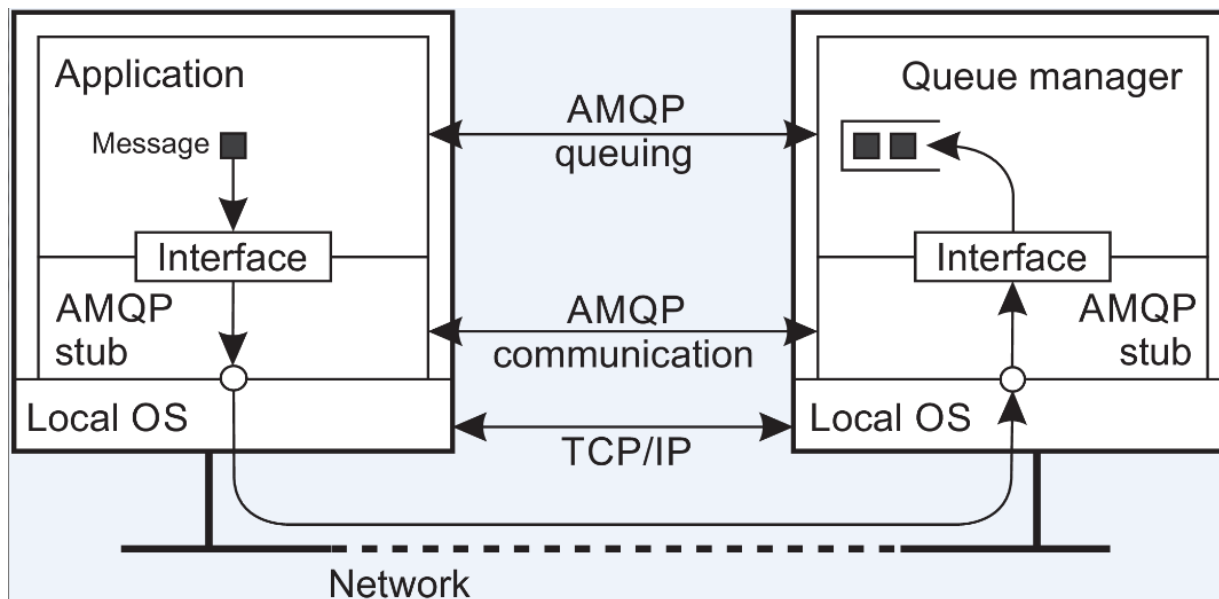 Application
Message
Interface
AMQP
stub
Local OS
AMQP
queuing
AMQP
communication
TCP/IP
Queue manager
Interface
AMQP
stub
Local OS
Network